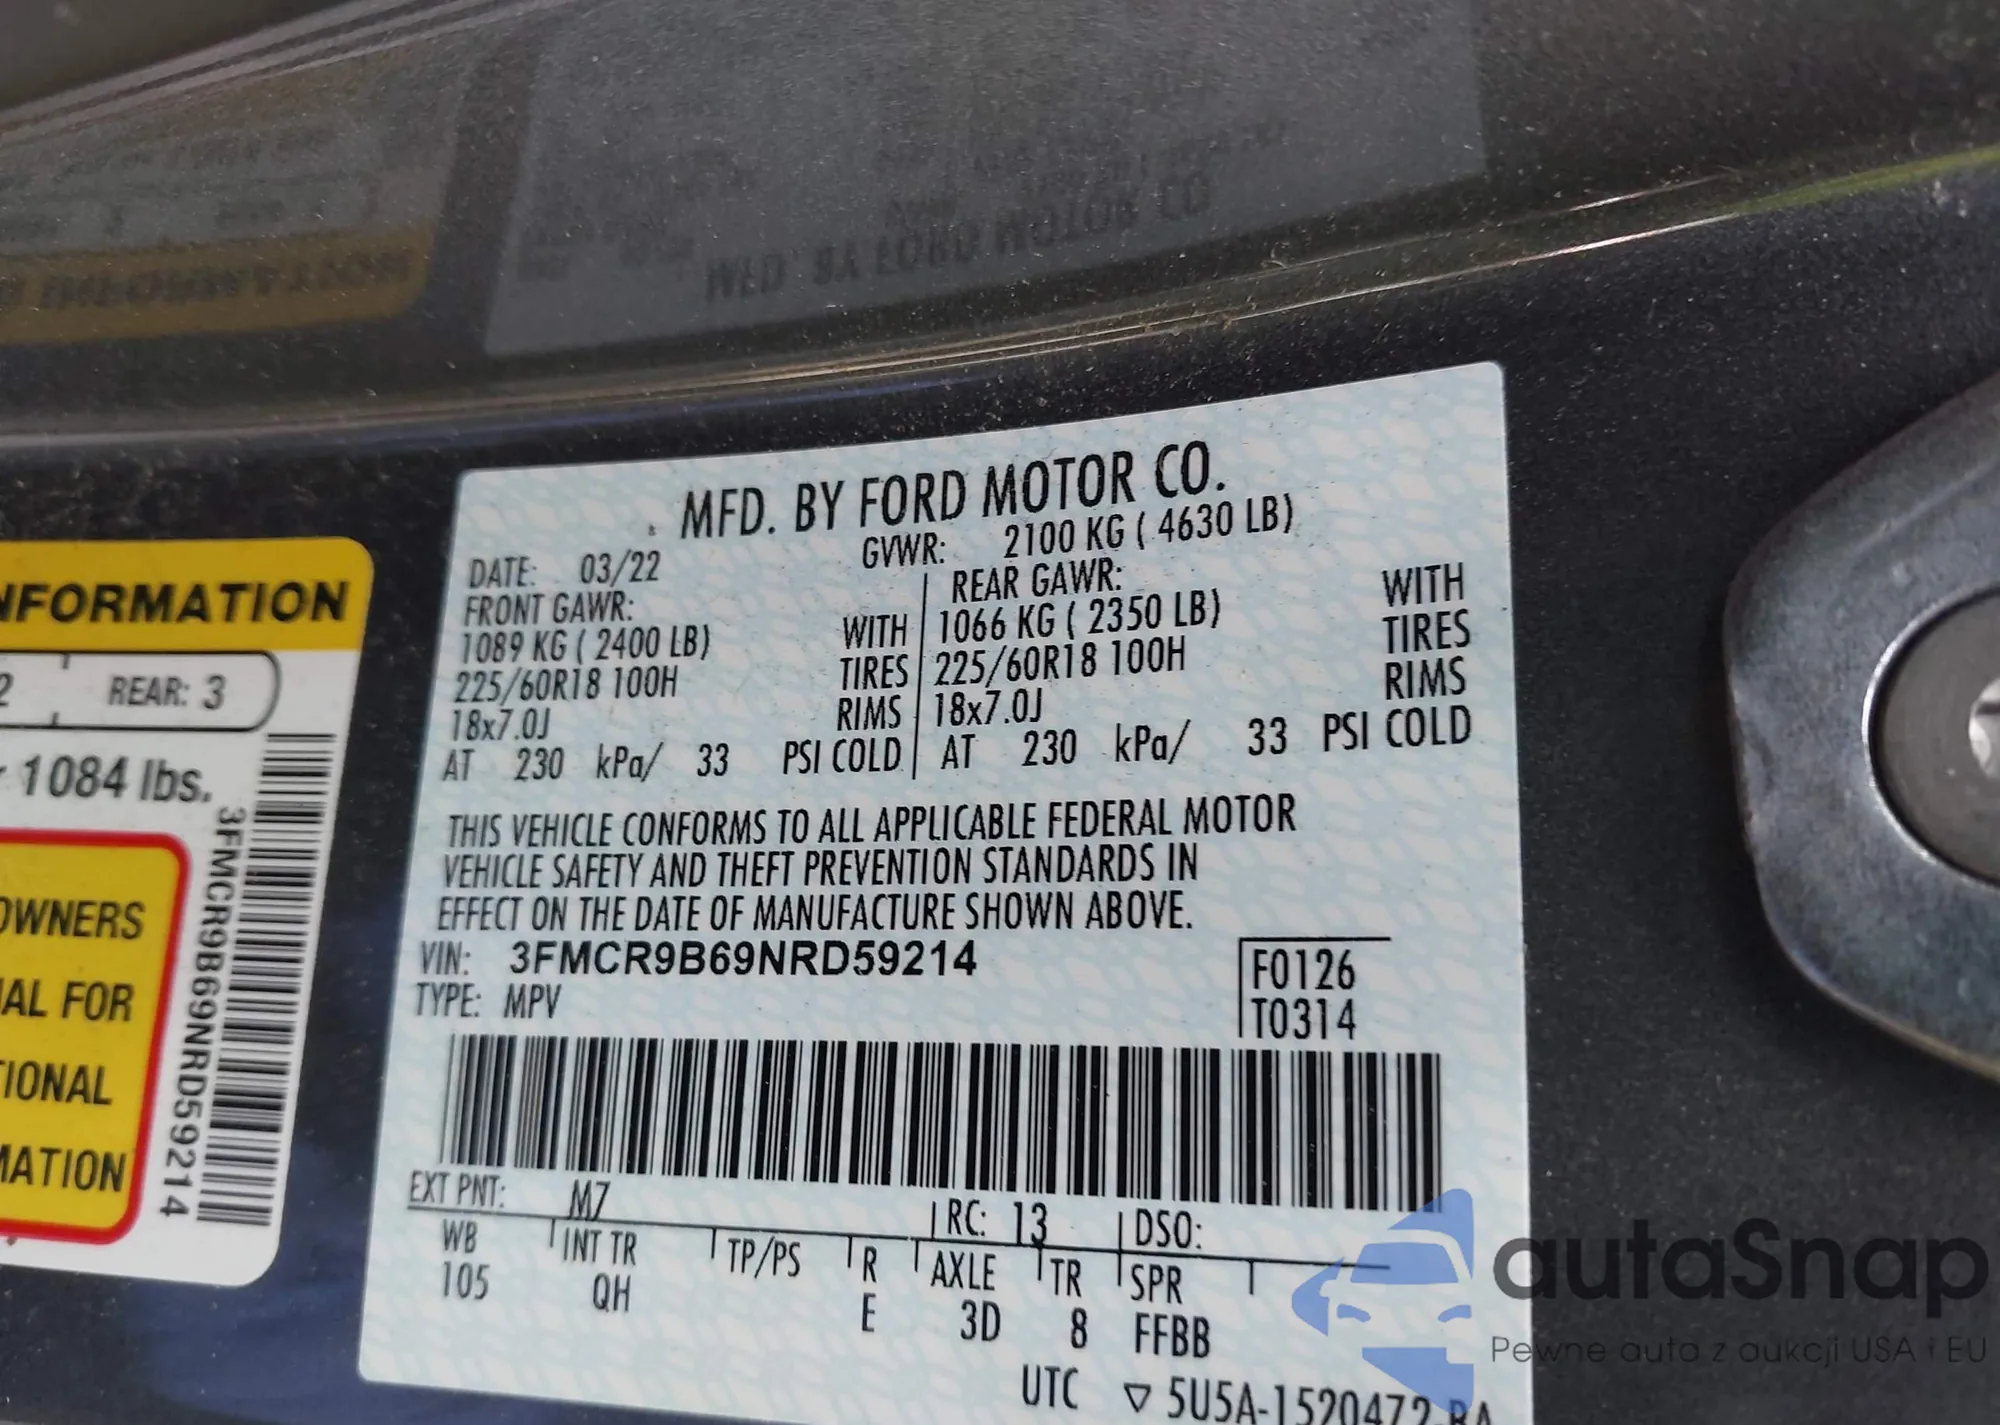 NFORMATION
2 REAR: 3
1084 lbs.
OWNERS
AL FOR
TIONAL
MATION
3FMCR9B69NRD59214
MFD. BY FORD MOTOR CO.
DATE: 03/22 GVWR: 2100 KG ( 4630 LB)
FRONT GAWR: REAR GAWR:
1089 KG ( 2400 LB) WITH 1066 KG ( 2350 LB) WITH
225/60R18 100H TIRES 225/60R18 100H TIRES
18x7.0J RIMS 18x7.0J RIMS
AT 230 kPa/ 33 PSI COLD AT 230 kPa/ 33 PSI COLD
THIS VEHICLE CONFORMS TO ALL APPLICABLE FEDERAL MOTOR
VEHICLE SAFETY AND THEFT PREVENTION STANDARDS IN
EFFECT ON THE DATE OF MANUFACTURE SHOWN ABOVE.
VIN: 3FMCR9B69NRD59214 F0126
TYPE: MPV T0314
EXT PNT: M7 RC: 13 DSO:
WB INT TR TP/PS R AXLE TR SPR
105 QH E 3D 8 FFBB
UTC ▽ 5U5A-1520472-BA
autaSnap
Pewne auta z aukcji USA i EU